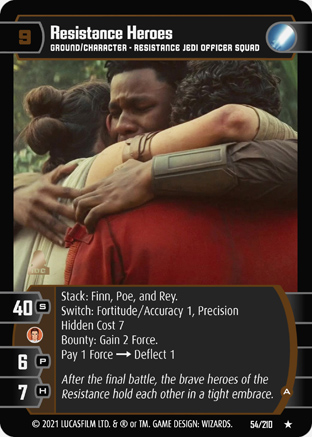 9
Resistance Heroes
GROUND/CHARACTER - RESISTANCE JEDI OFFICER SQUAD
40 S
6 P
7 H
Stack: Finn, Poe, and Rey.
Switch: Fortitude/Accuracy 1, Precision
Hidden Cost 7
Bounty: Gain 2 Force.
Pay 1 Force → Deflect 1
After the final battle, the brave heroes of the
Resistance hold each other in a tight embrace.
A
© 2021 LUCASFILM LTD. & ® or TM. GAME DESIGN: WIZARDS. 54/210 ★